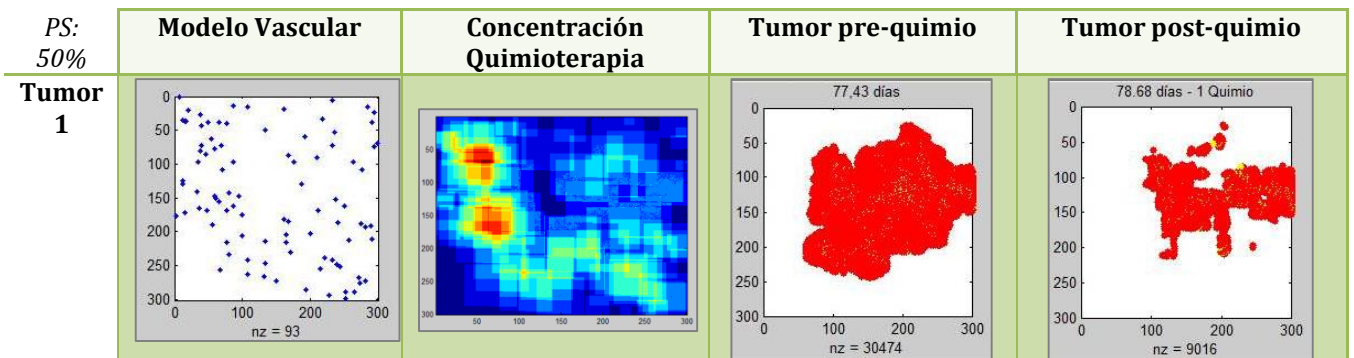 PS:
50%
Modelo Vascular
Concentración
Quimioterapia
Tumor pre-quimio
Tumor post-quimio
Tumor
1
0
50
100
150
200
250
300
0 100 200 300
nz = 93
50
100
150
200
250
300
50 100 150 200 250 300
77,43 días
0
50
100
150
200
250
300
0 100 200 300
nz = 30474
78.68 días - 1 Quimio
0
50
100
150
200
250
300
0 100 200 300
nz = 9016